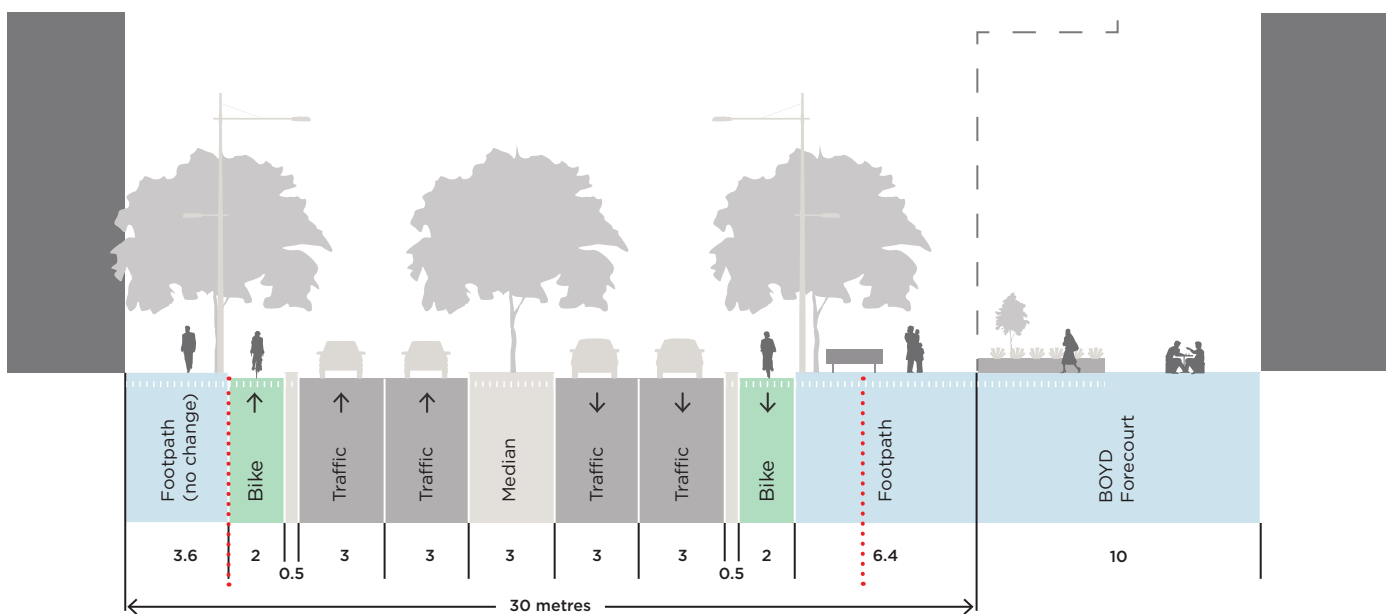 Footpath
(no change)
Bike
Traffic
Traffic
Median
Traffic
Traffic
Bike
Footpath
BOYD
Forecourt
3.6
2
0.5
3
3
3
3
3
0.5
2
6.4
10
30 metres